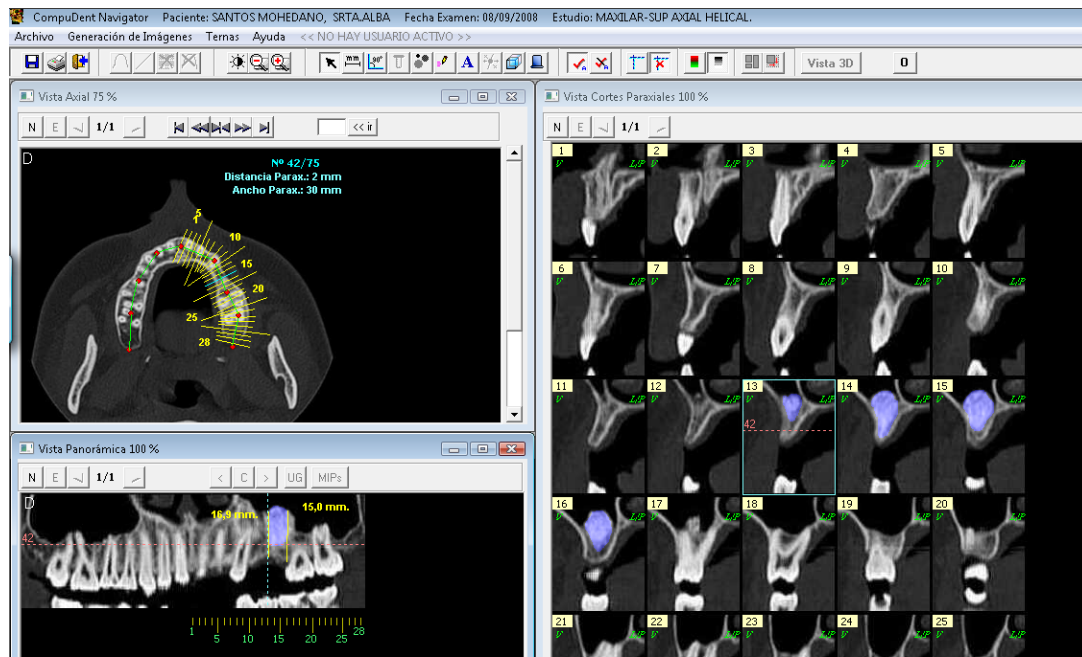 CompuDent Navigator Paciente: SANTOS MOHEDANO, SRTA.ALBA Fecha Examen: 08/09/2008 Estudio: MAXILAR-SUP AXIAL HELICAL.
Archivo Generación de Imágenes Ternas Ayuda << NO HAY USUARIO ACTIVO >>
mm 90° T A Vista 3D 0
Vista Axial 75 %
N E 1/1 << ir
D
Nº 42/75
Distancia Parax.: 2 mm
Ancho Parax.: 30 mm
5
1
10
15
20
25
28
Vista Panorámica 100 %
N E 1/1 < C > UG MIPs
D
16,9 mm. 15,0 mm.
42
1 5 10 15 20 25 28
Vista Cortes Paraxiales 100 %
N E 1/1
1 2 3 4 5
V L/P V L/P V L/P V L/P V L/P
6 7 8 9 10
V L/P V L/P V L/P V L/P V L/P
11 12 13 14 15
V L/P V L/P V L/P V L/P V L/P
42
16 17 18 19 20
V L/P V L/P V L/P V L/P V L/P
21 22 23 24 25
V L/P V L/P V L/P V L/P V L/P